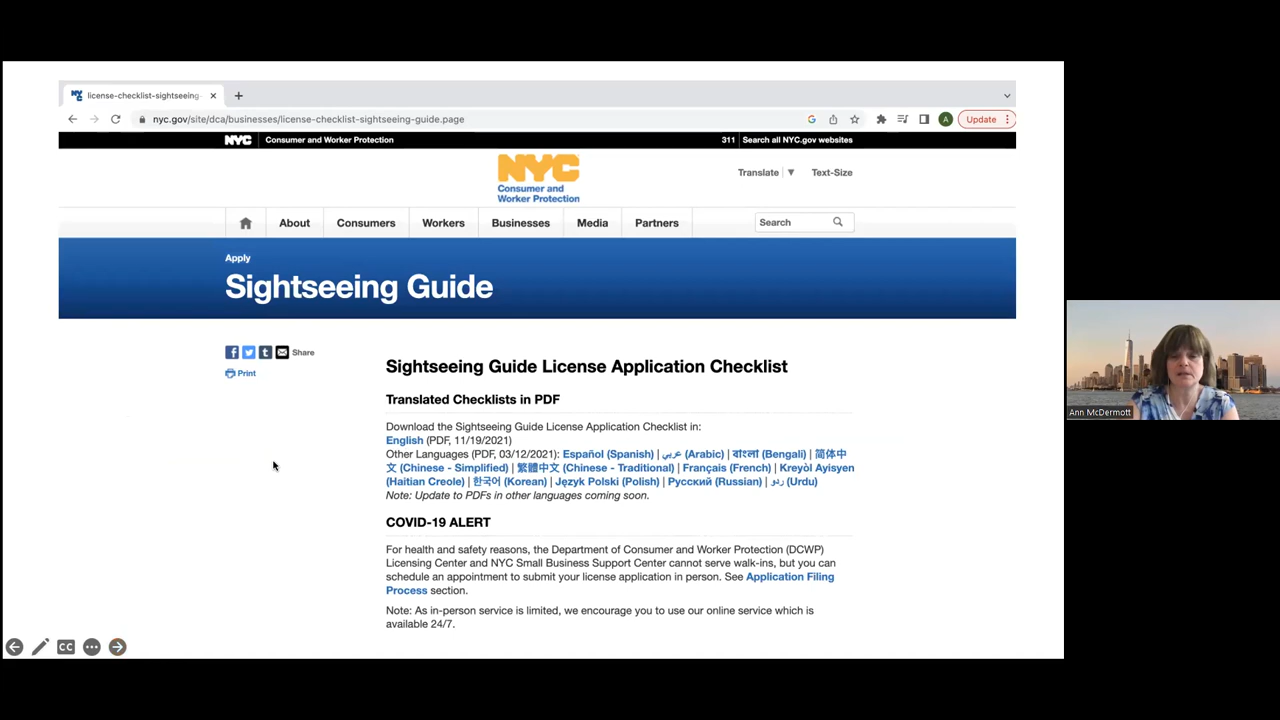 license-checklist-sightseeing-
nyc.gov/site/dca/businesses/license-checklist-sightseeing-guide.page
A
Update
NYC Consumer and Worker Protection
311 Search all NYC.gov websites
NYC
Consumer and
Worker Protection
Translate ▼ Text-Size
About Consumers Workers Businesses Media Partners
Search
Apply
Sightseeing Guide
Share
Print
Sightseeing Guide License Application Checklist
Translated Checklists in PDF
Download the Sightseeing Guide License Application Checklist in:
English (PDF, 11/19/2021)
Other Languages (PDF, 03/12/2021): Español (Spanish) | عربي (Arabic) | বাংলা (Bengali) | 简体中
文 (Chinese - Simplified) | 繁體中文 (Chinese - Traditional) | Français (French) | Kreyòl Ayisyen
(Haitian Creole) | 한국어 (Korean) | Język Polski (Polish) | Русский (Russian) | اردو (Urdu)
Note: Update to PDFs in other languages coming soon.
COVID-19 ALERT
For health and safety reasons, the Department of Consumer and Worker Protection (DCWP)
Licensing Center and NYC Small Business Support Center cannot serve walk-ins, but you can
schedule an appointment to submit your license application in person. See Application Filing
Process section.
Note: As in-person service is limited, we encourage you to use our online service which is
available 24/7.
CC
Ann McDermott